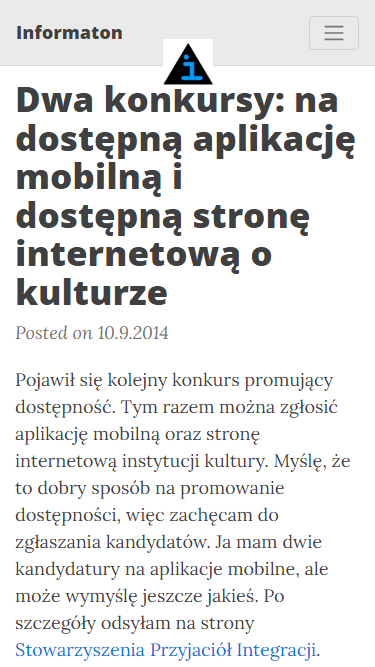 Informaton
i
Dwa konkursy: na
dostępną aplikację
mobilną i
dostępną stronę
internetową o
kulturze
Posted on 10.9.2014
Pojawił się kolejny konkurs promujący
dostępność. Tym razem można zgłosić
aplikację mobilną oraz stronę
internetową instytucji kultury. Myślę, że
to dobry sposób na promowanie
dostępności, więc zachęcam do
zgłaszania kandydatów. Ja mam dwie
kandydatury na aplikacje mobilne, ale
może wymyślę jeszcze jakieś. Po
szczegóły odsyłam na strony
Stowarzyszenia Przyjaciół Integracji.